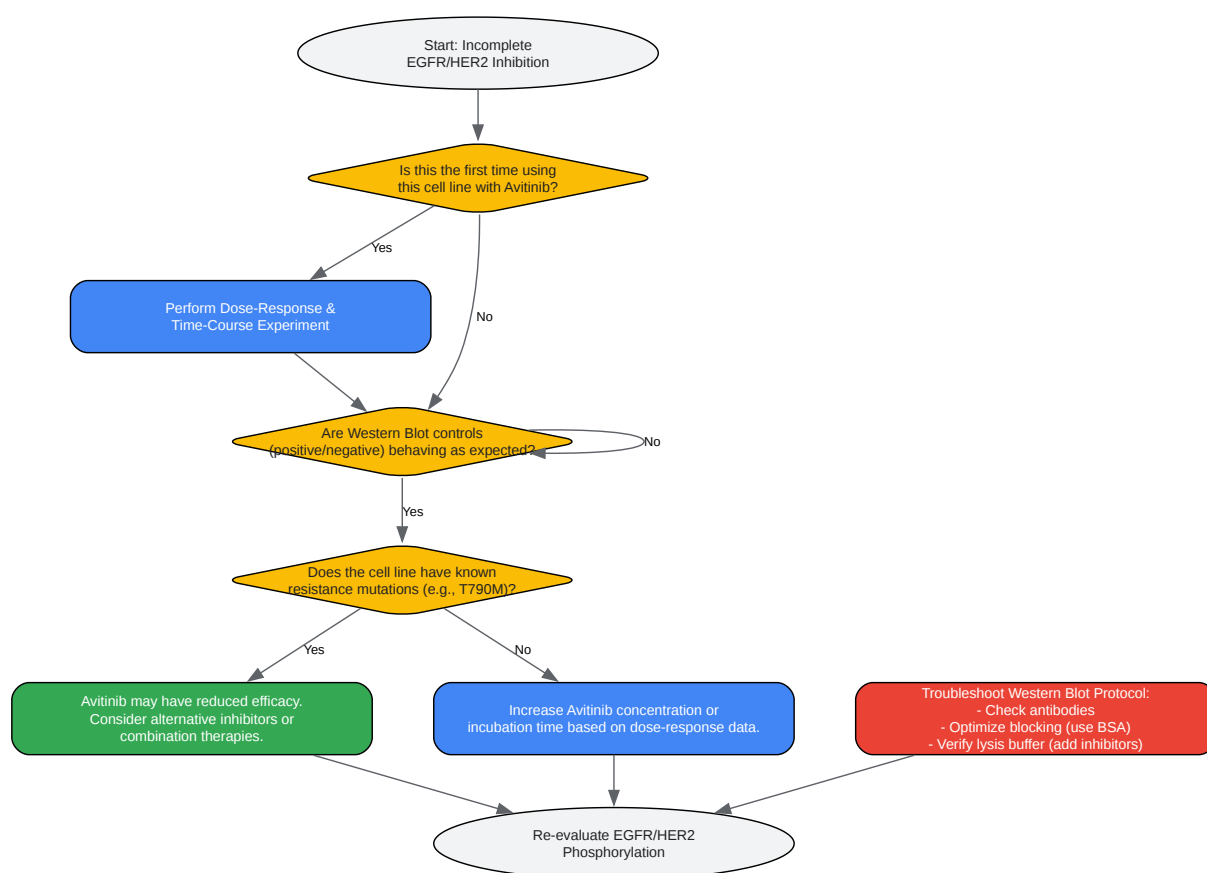 Start: Incomplete
EGFR/HER2 Inhibition
Is this the first time using
this cell line with Avitinib?
Yes
Perform Dose-Response &
Time-Course Experiment
No
Are Western Blot controls
(positive/negative) behaving as expected?
No
Yes
Does the cell line have known
resistance mutations (e.g., T790M)?
Yes
No
Avitinib may have reduced efficacy.
Consider alternative inhibitors or
combination therapies.
Increase Avitinib concentration or
incubation time based on dose-response data.
Troubleshoot Western Blot Protocol:
- Check antibodies
- Optimize blocking (use BSA)
- Verify lysis buffer (add inhibitors)
Re-evaluate EGFR/HER2
Phosphorylation